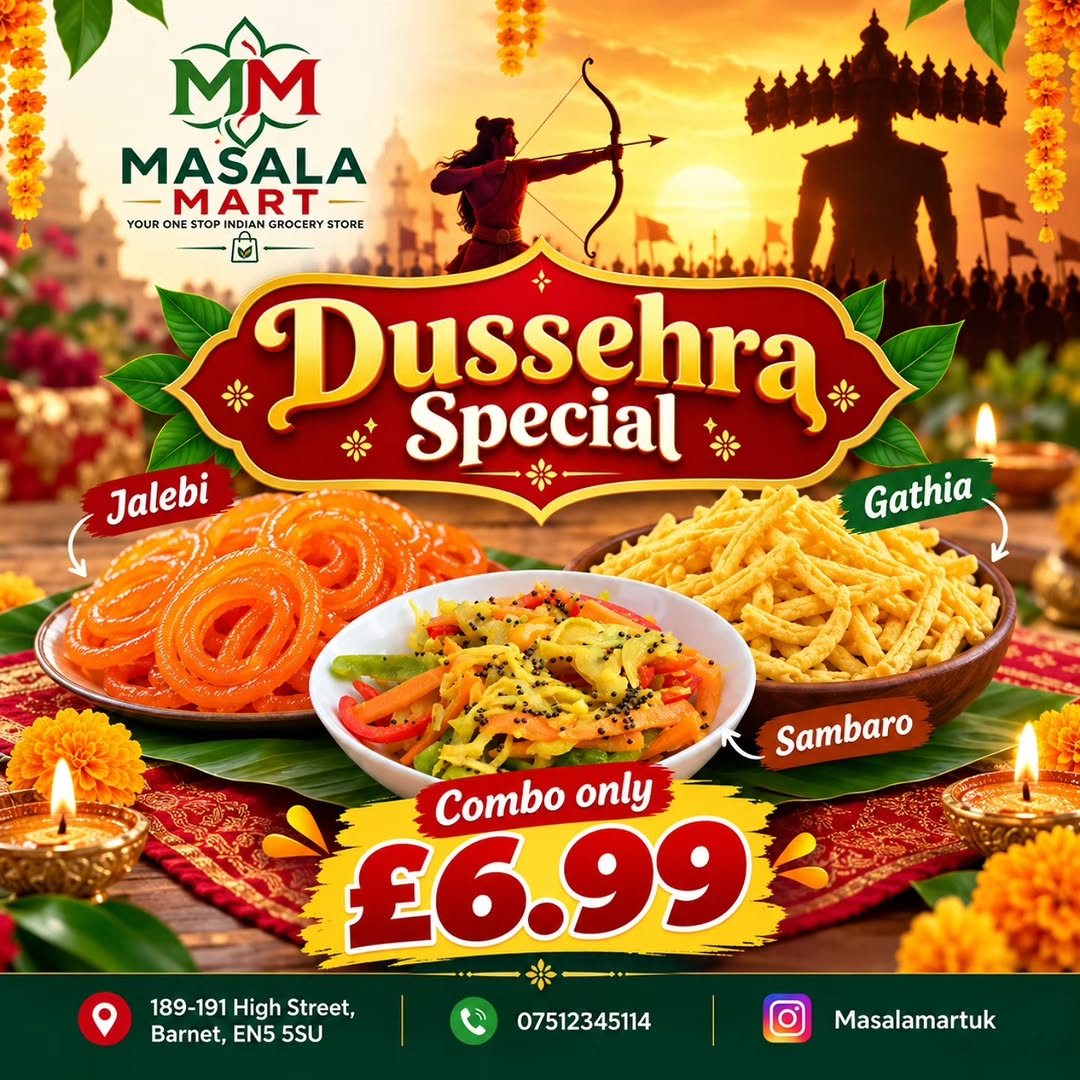 MM
MASALA
MART
YOUR ONE STOP INDIAN GROCERY STORE
Dussehra
Special
Jalebi
Gathia
Sambaro
Combo only
£6.99
189-191 High Street,
Barnet, EN5 5SU
07512345114
Masalamartuk